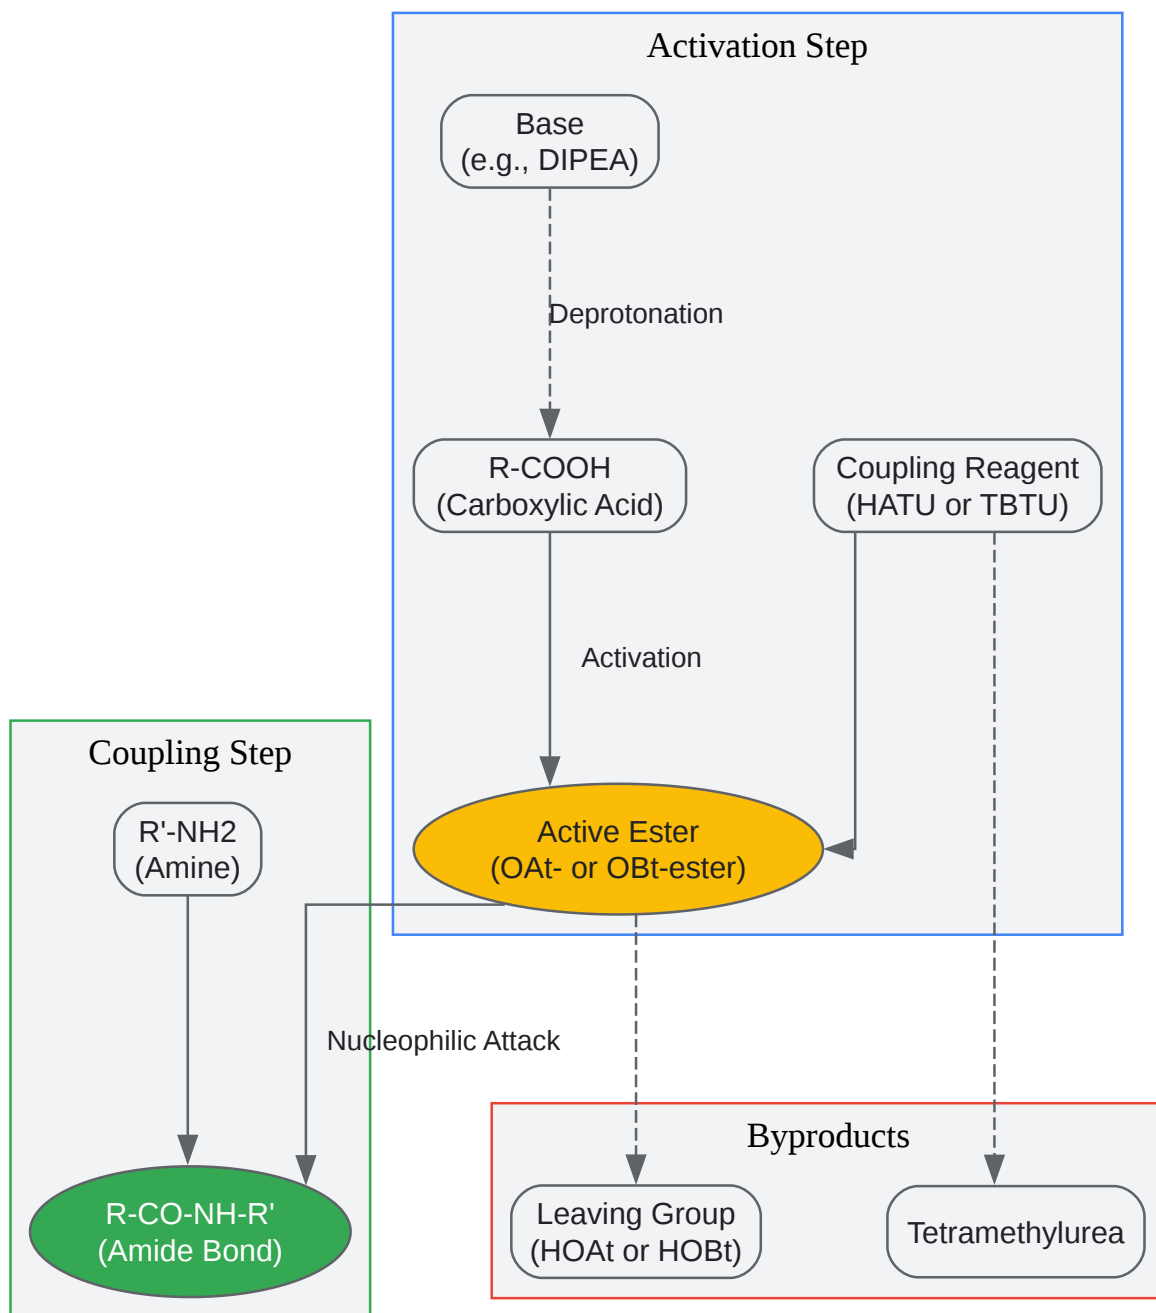 Activation Step
Base
(e.g., DIPEA)
Deprotonation
R-COOH
(Carboxylic Acid)
Coupling Reagent
(HATU or TBTU)
Activation
Coupling Step
R'-NH2
(Amine)
Active Ester
(OAt- or OBt-ester)
Nucleophilic Attack
Byproducts
R-CO-NH-R'
(Amide Bond)
Leaving Group
(HOAt or HOBt)
Tetramethylurea